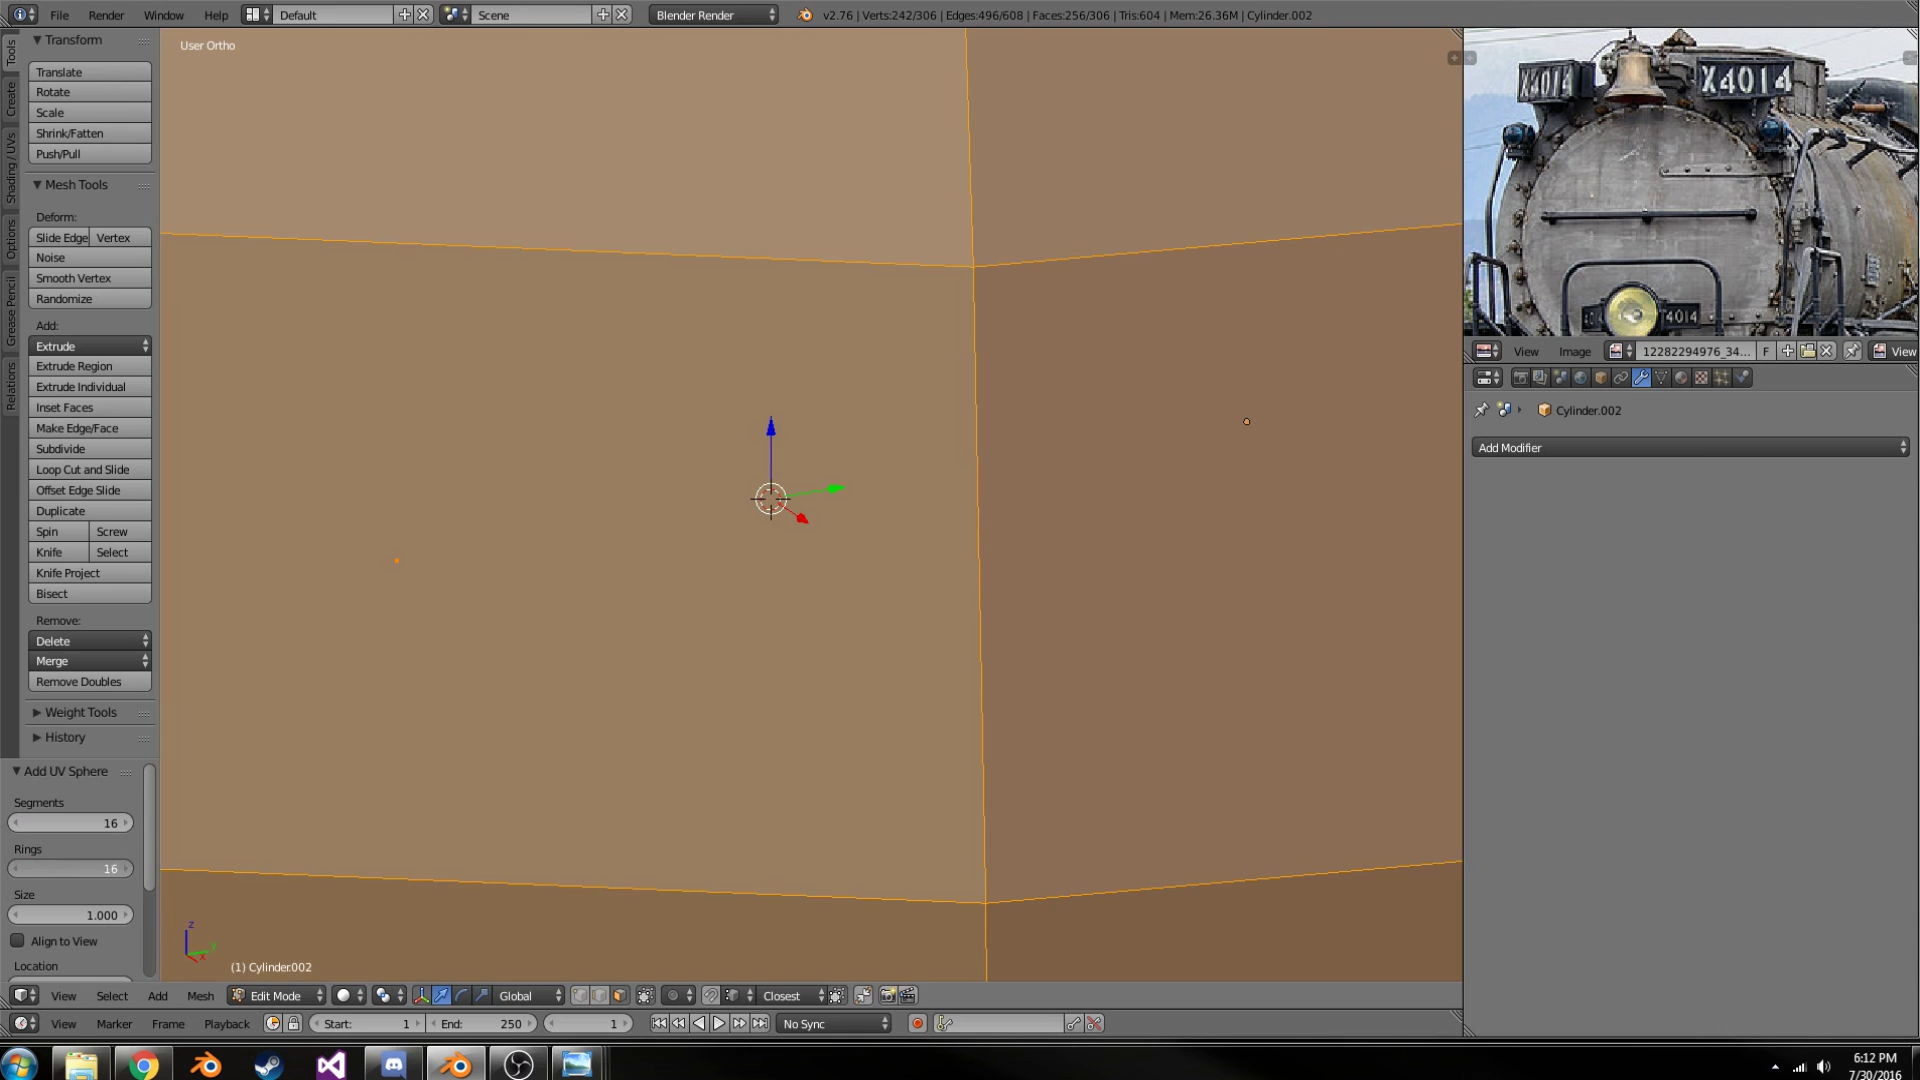 File Render Window Help Default Scene Blender Render v2.76 | Verts:242/306 | Edges:496/608 | Faces:256/306 | Tris:604 | Mem:26.36M | Cylinder.002
Tools
Create
Shading / UVs
Options
Grease Pencil
Relations
Transform
Translate
Rotate
Scale
Shrink/Fatten
Push/Pull
Mesh Tools
Deform:
Slide Edge Vertex
Noise
Smooth Vertex
Randomize
Add:
Extrude
Extrude Region
Extrude Individual
Inset Faces
Make Edge/Face
Subdivide
Loop Cut and Slide
Offset Edge Slide
Duplicate
Spin Screw
Knife Select
Knife Project
Bisect
Remove:
Delete
Merge
Remove Doubles
Weight Tools
History
Add UV Sphere
Segments
16
Rings
16
Size
1.000
Align to View
Location
User Ortho
z
y
x
(1) Cylinder.002
X4014 X4014
4014
View Image 12282294976_34... F View
Cylinder.002
Add Modifier
View Select Add Mesh Edit Mode Global Closest
View Marker Frame Playback Start: 1 End: 250 1 No Sync
6:12 PM
7/30/2016